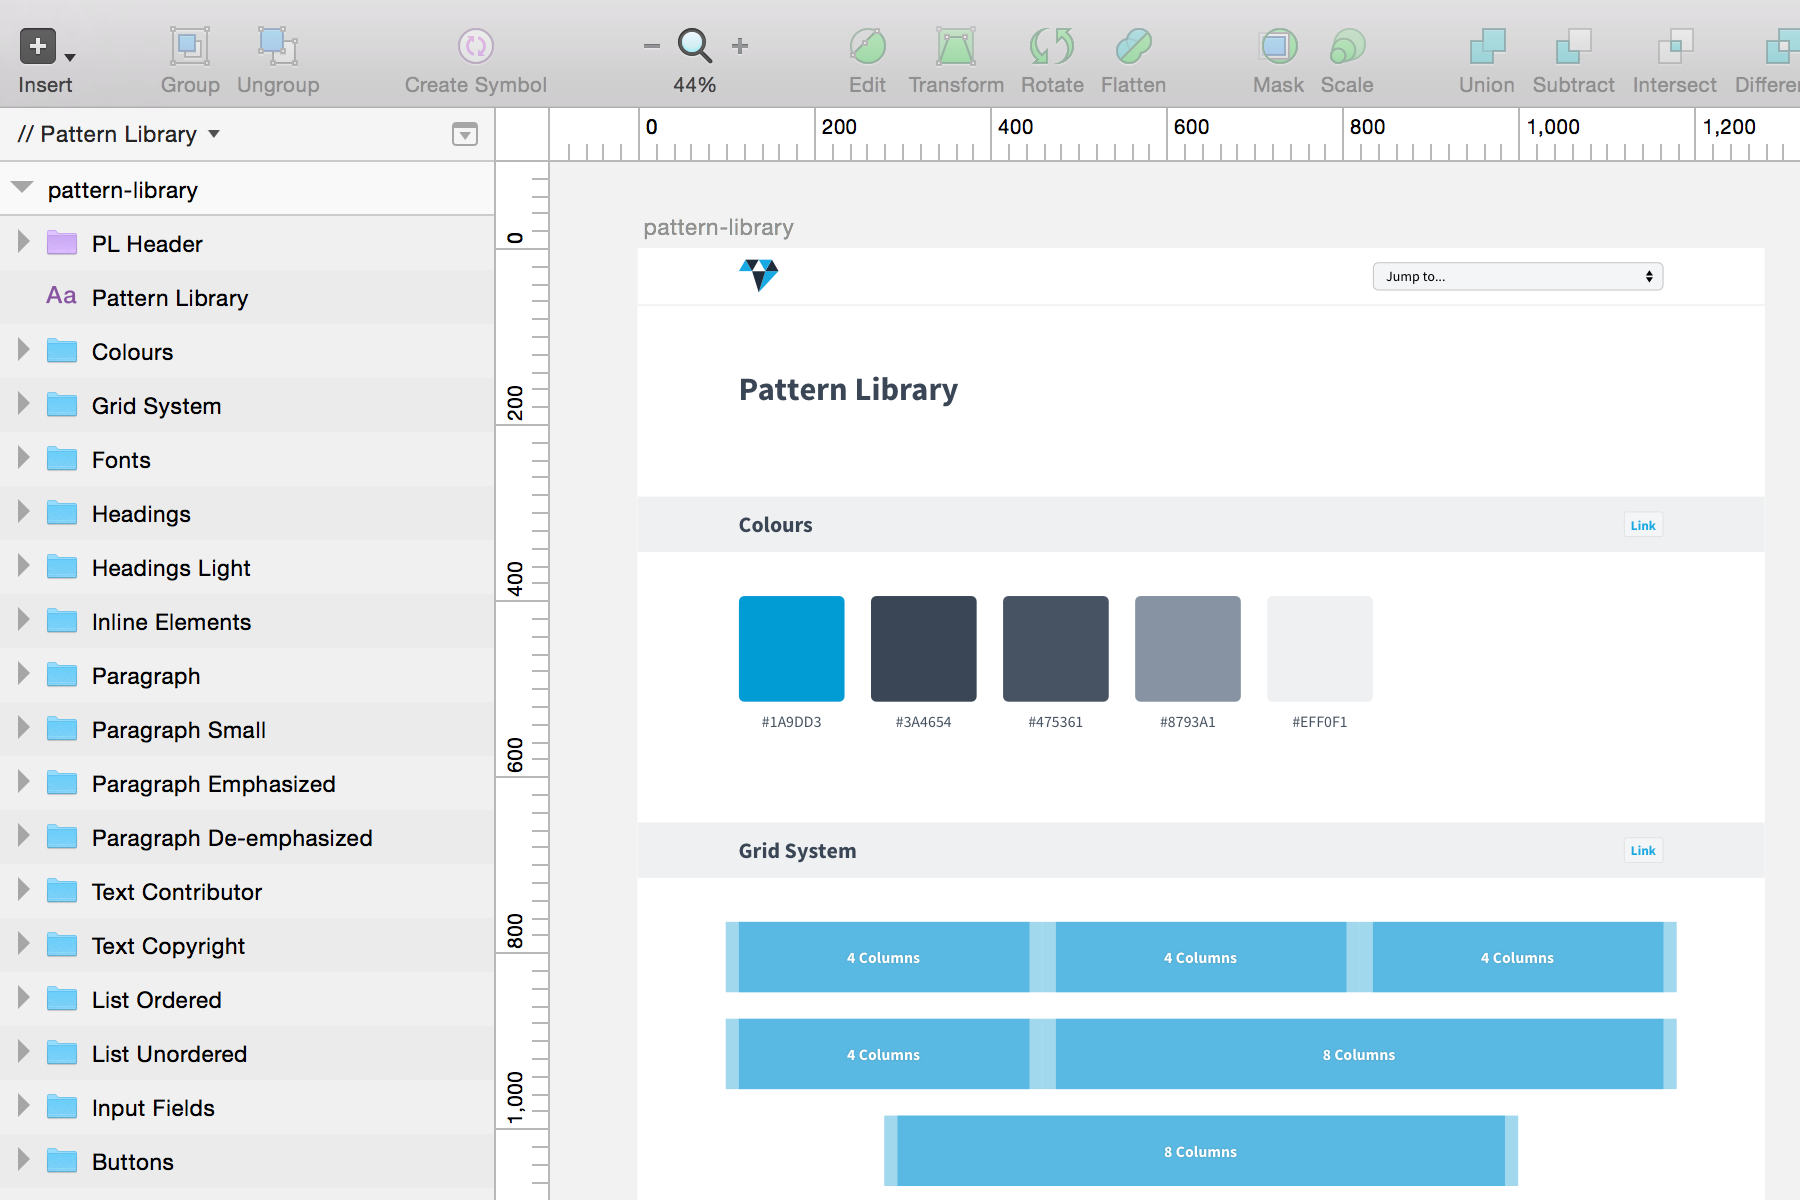 Insert
Group
Ungroup
Create Symbol
44%
Edit
Transform
Rotate
Flatten
Mask
Scale
Union
Subtract
Intersect
Differen
// Pattern Library
pattern-library
PL Header
Aa Pattern Library
Colours
Grid System
Fonts
Headings
Headings Light
Inline Elements
Paragraph
Paragraph Small
Paragraph Emphasized
Paragraph De-emphasized
Text Contributor
Text Copyright
List Ordered
List Unordered
Input Fields
Buttons
0 200 400 600 800 1,000 1,200
0
200
400
600
800
1,000
pattern-library
Jump to...
Pattern Library
Colours
Link
#1A9DD3
#3A4654
#475361
#8793A1
#EFF0F1
Grid System
Link
4 Columns
4 Columns
4 Columns
4 Columns
8 Columns
8 Columns